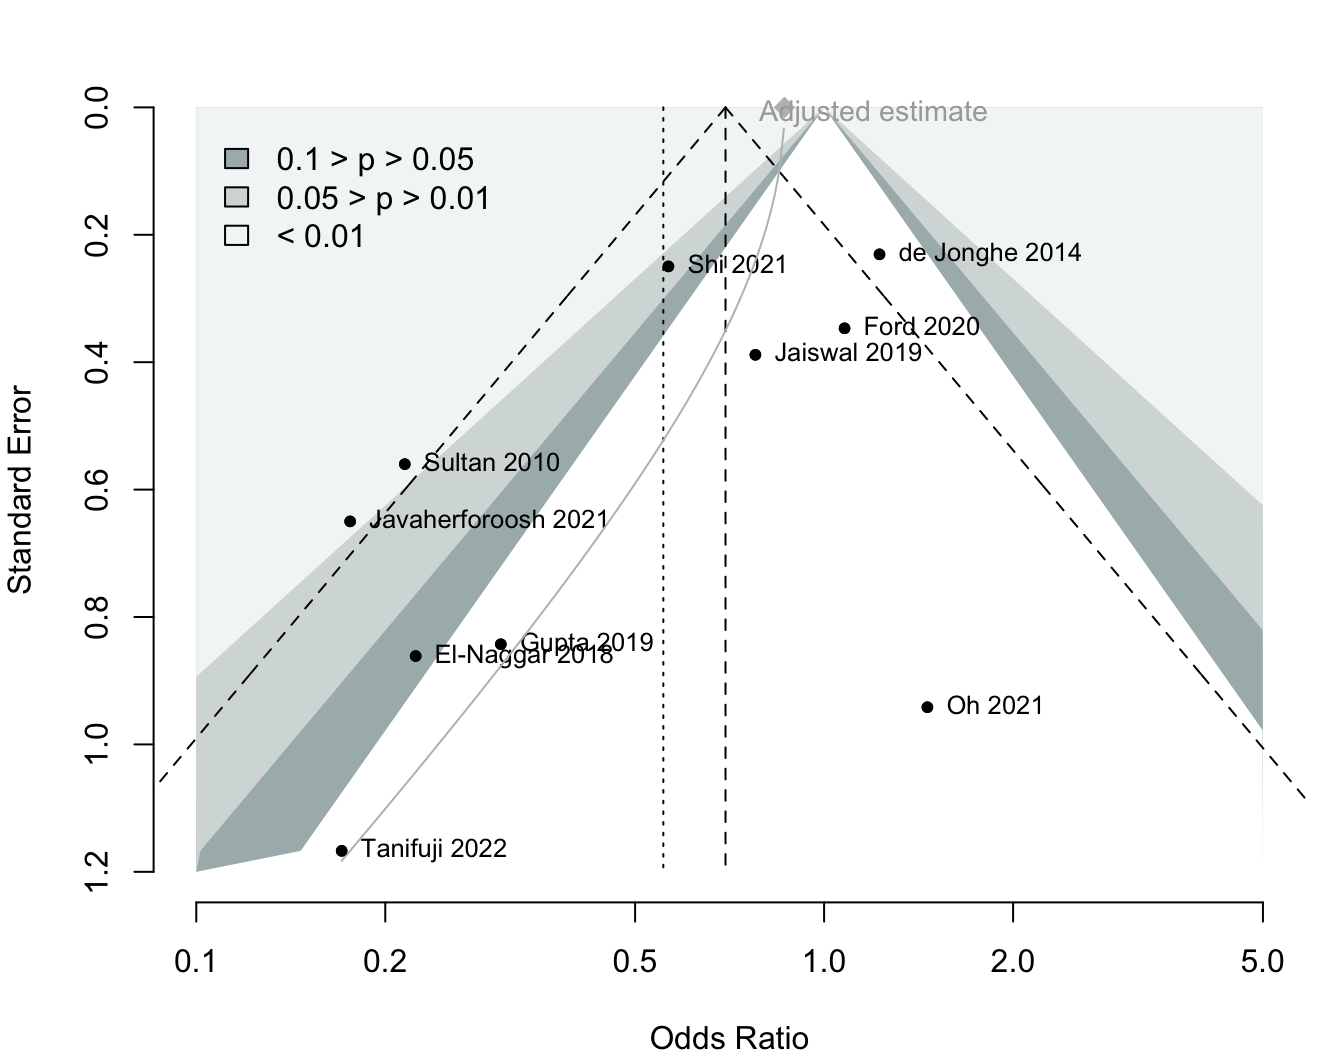 Adjusted estimate
0.1 > p > 0.05
0.05 > p > 0.01
< 0.01
Shi 2021
de Jonghe 2014
Ford 2020
Jaiswal 2019
Sultan 2010
Javaherforoosh 2021
Gupta 2019
El-Naggar 2018
Oh 2021
Tanifuji 2022
Standard Error
0.0
0.2
0.4
0.6
0.8
1.0
1.2
0.1 0.2 0.5 1.0 2.0 5.0
Odds Ratio